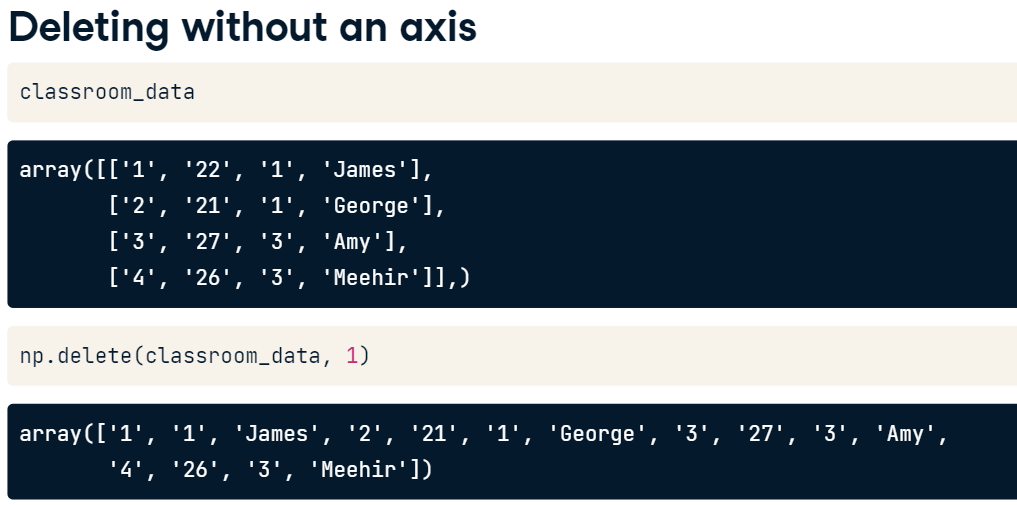 Deleting without an axis
classroom_data
array([['1', '22', '1', 'James'],
['2', '21', '1', 'George'],
['3', '27', '3', 'Amy'],
['4', '26', '3', 'Meehir']],)
np.delete(classroom_data, 1)
array(['1', '1', 'James', '2', '21', '1', 'George', '3', '27', '3', 'Amy',
'4', '26', '3', 'Meehir'])